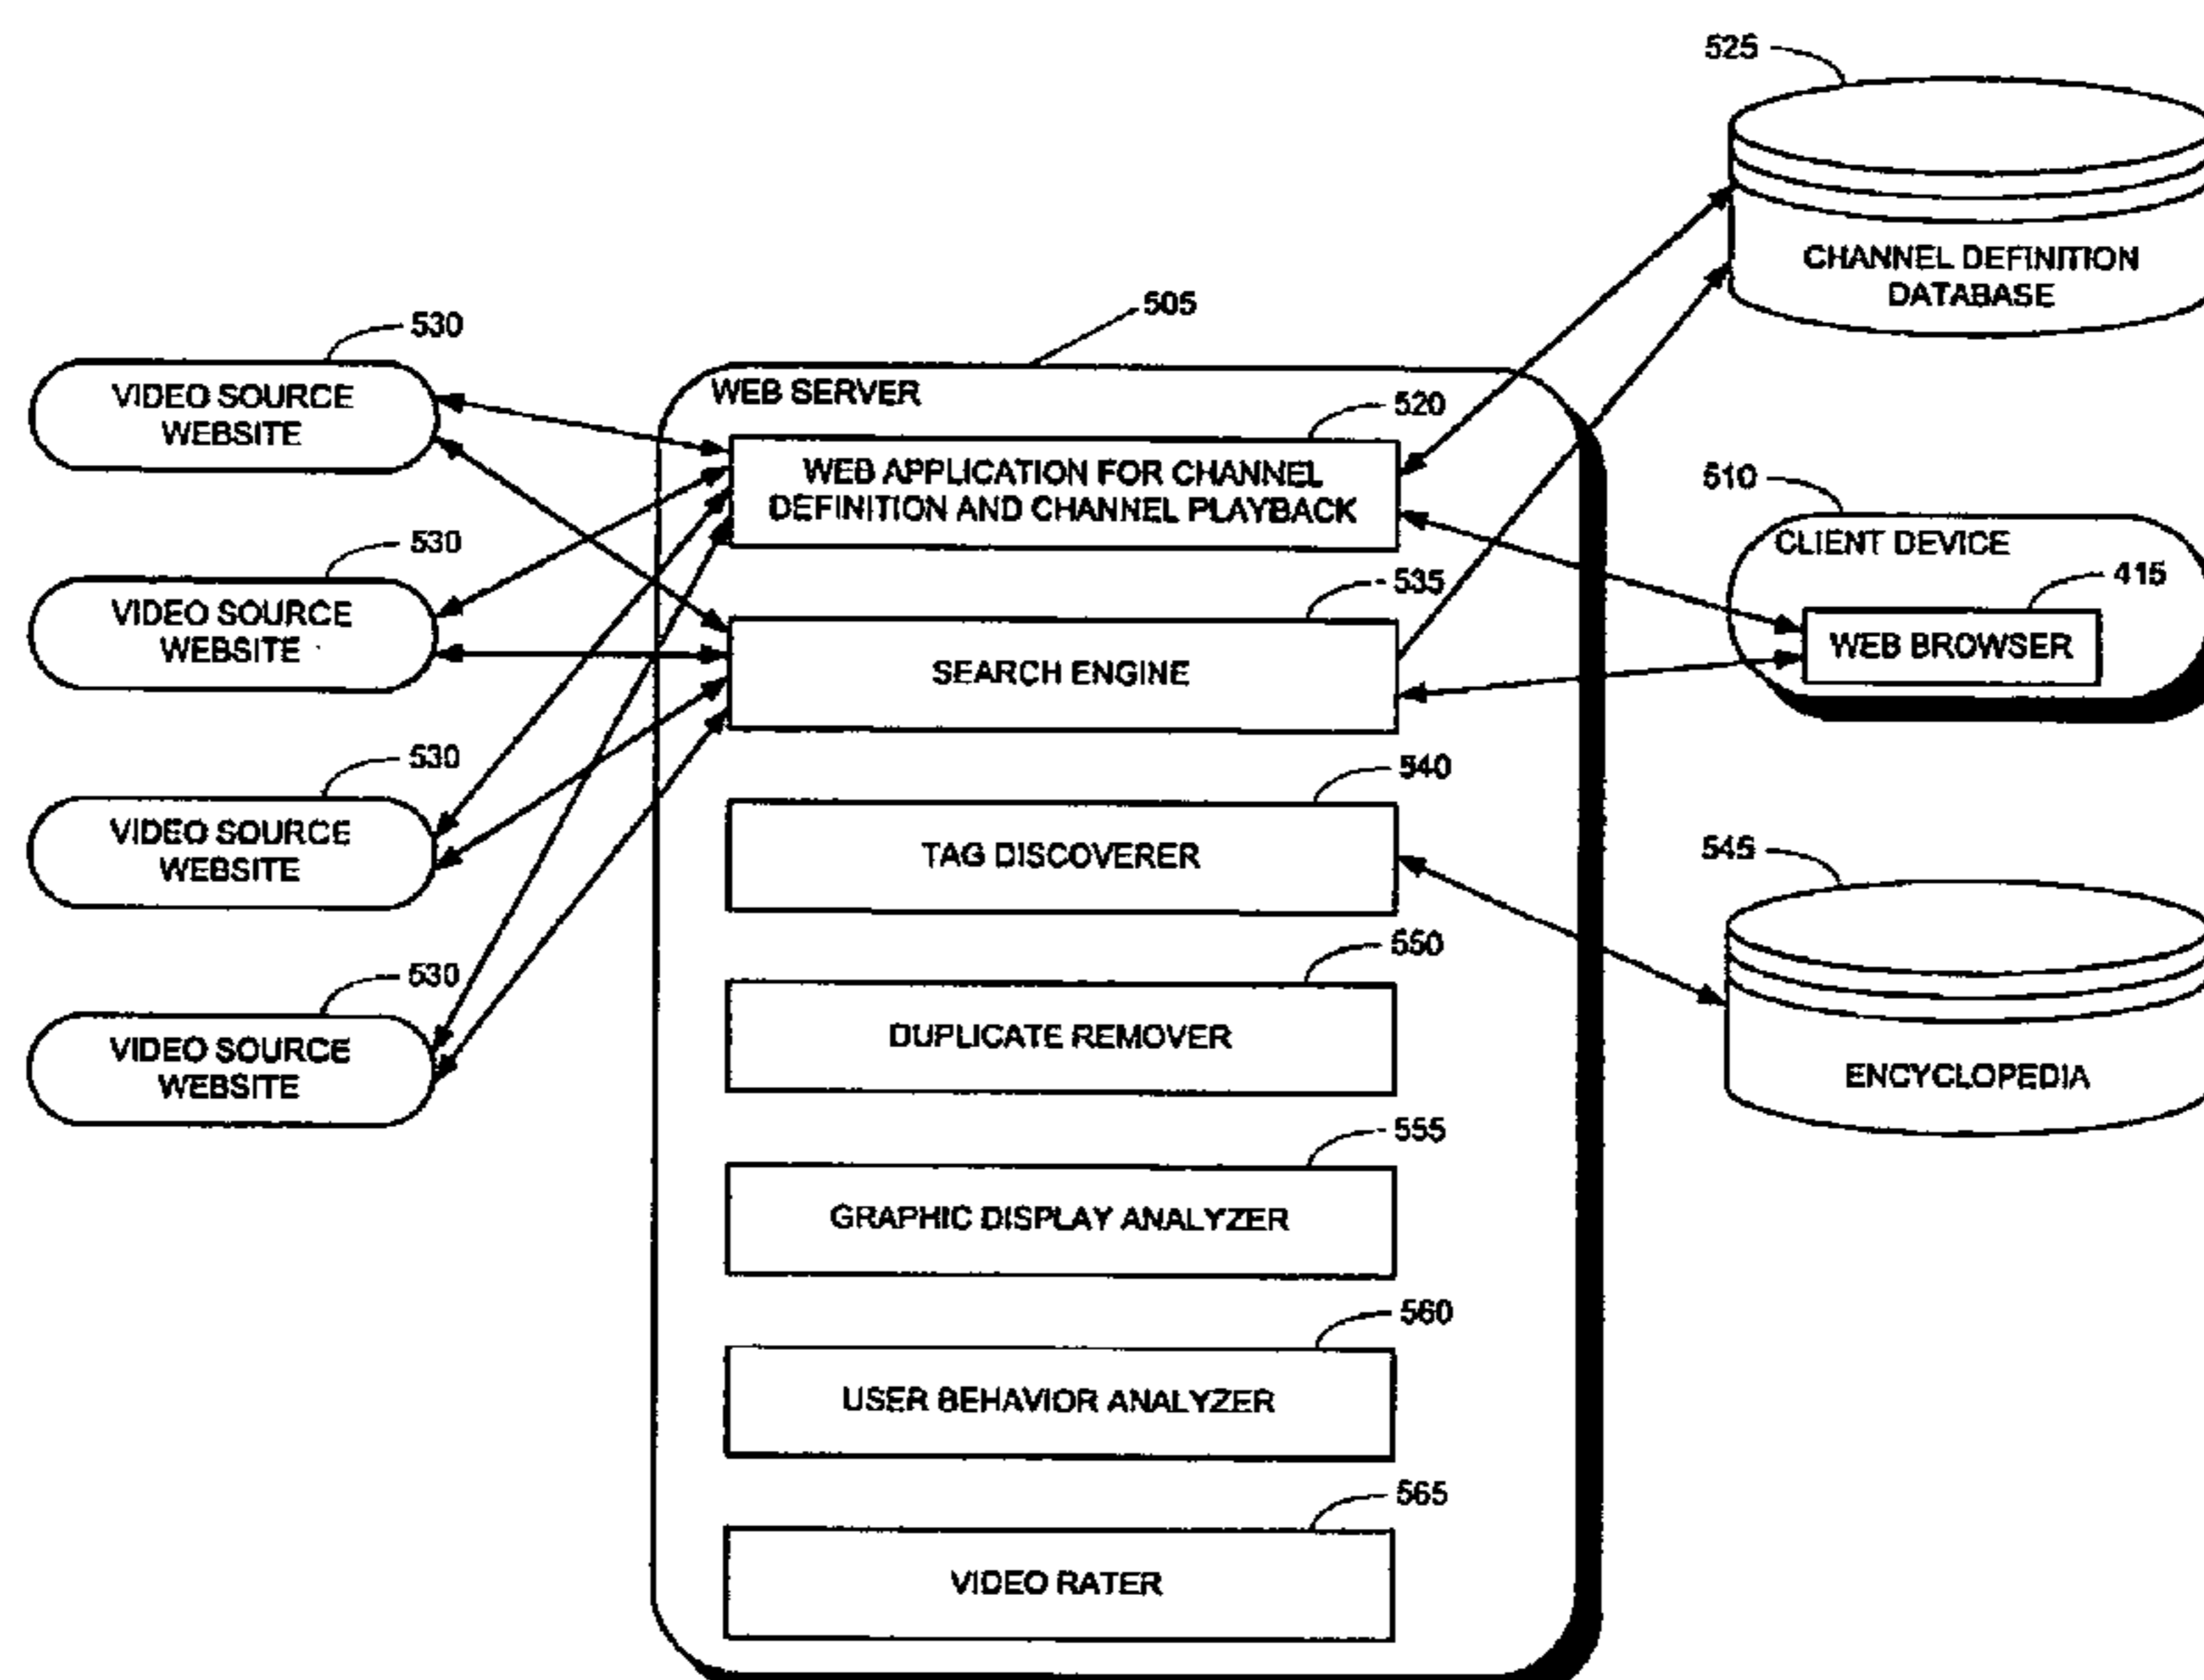 525
CHANNEL DEFINITION
DATABASE
505
530
VIDEO SOURCE
WEBSITE
WEB SERVER
520
WEB APPLICATION FOR CHANNEL
DEFINITION AND CHANNEL PLAYBACK
510
CLIENT DEVICE
415
WEB BROWSER
530
VIDEO SOURCE
WEBSITE
535
SEARCH ENGINE
530
VIDEO SOURCE
WEBSITE
540
TAG DISCOVERER
545
ENCYCLOPEDIA
530
VIDEO SOURCE
WEBSITE
550
DUPLICATE REMOVER
555
GRAPHIC DISPLAY ANALYZER
560
USER BEHAVIOR ANALYZER
565
VIDEO RATER